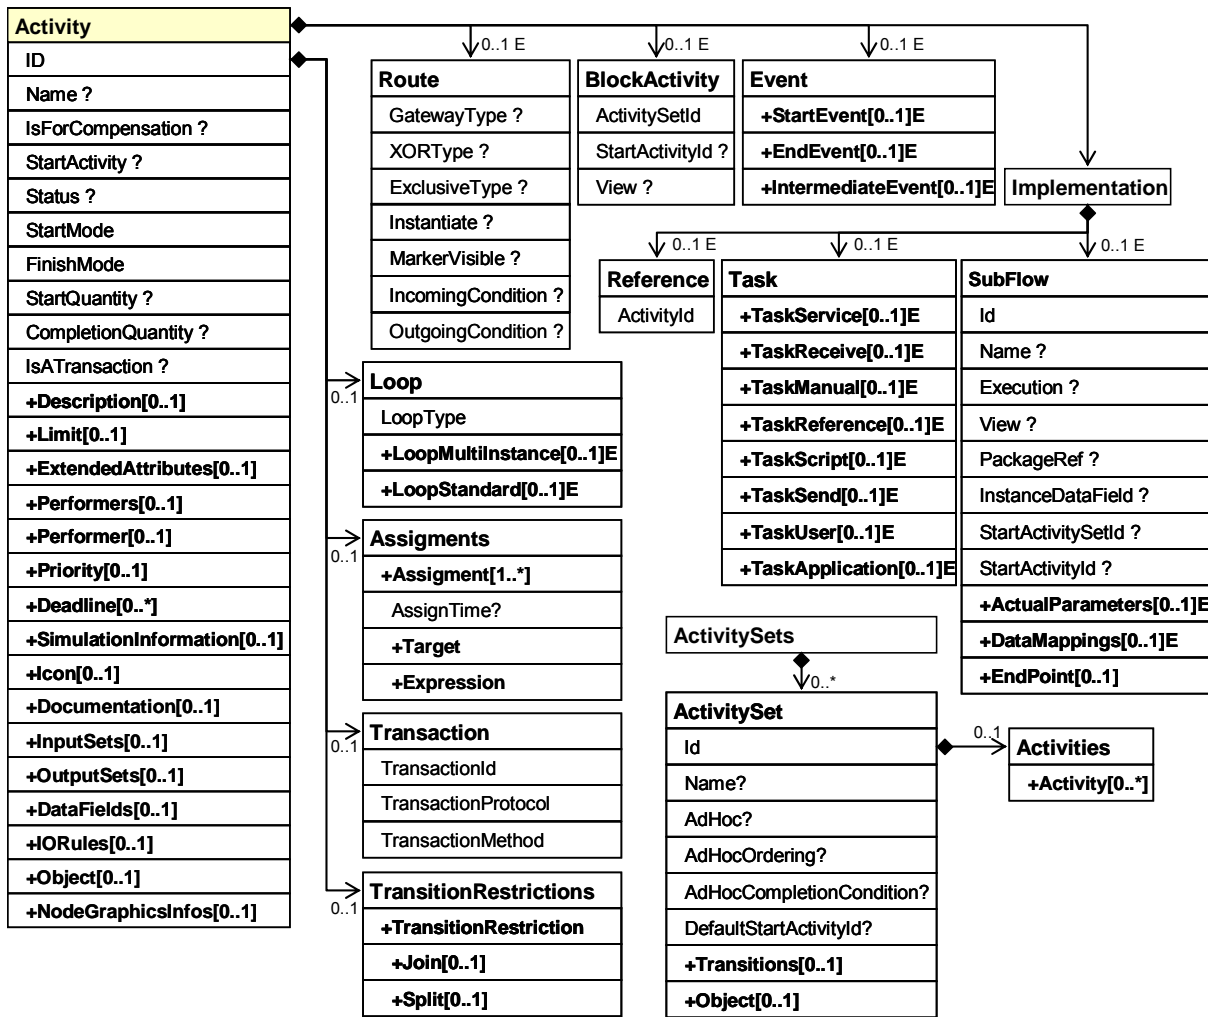 Activity
ID
Name ?
IsForCompensation ?
StartActivity ?
Status ?
StartMode
FinishMode
StartQuantity ?
CompletionQuantity ?
IsATransaction ?
+Description[0..1]
+Limit[0..1]
+ExtendedAttributes[0..1]
+Performers[0..1]
+Performer[0..1]
+Priority[0..1]
+Deadline[0..*]
+SimulationInformation[0..1]
+Icon[0..1]
+Documentation[0..1]
+InputSets[0..1]
+OutputSets[0..1]
+DataFields[0..1]
+IORules[0..1]
+Object[0..1]
+NodeGraphicsInfos[0..1]
0..1 E
Route
GatewayType ?
XORType ?
ExclusiveType ?
Instantiate ?
MarkerVisible ?
IncomingCondition ?
OutgoingCondition ?
0..1 E
BlockActivity
ActivitySetId
StartActivityId ?
View ?
0..1 E
Event
+StartEvent[0..1]E
+EndEvent[0..1]E
+IntermediateEvent[0..1]E
Implementation
0..1 E
Reference
ActivityId
0..1 E
Task
+TaskService[0..1]E
+TaskReceive[0..1]E
+TaskManual[0..1]E
+TaskReference[0..1]E
+TaskScript[0..1]E
+TaskSend[0..1]E
+TaskUser[0..1]E
+TaskApplication[0..1]E
0..1 E
SubFlow
Id
Name ?
Execution ?
View ?
PackageRef ?
InstanceDataField ?
StartActivitySetId ?
StartActivityId ?
+ActualParameters[0..1]E
+DataMappings[0..1]E
+EndPoint[0..1]
0..1
Loop
LoopType
+LoopMultiInstance[0..1]E
+LoopStandard[0..1]E
0..1
Assigments
+Assigment[1..*]
AssignTime?
+Target
+Expression
0..1
Transaction
TransactionId
TransactionProtocol
TransactionMethod
0..1
TransitionRestrictions
+TransitionRestriction
+Join[0..1]
+Split[0..1]
ActivitySets
0..*
ActivitySet
Id
Name?
AdHoc?
AdHocOrdering?
AdHocCompletionCondition?
DefaultStartActivityId?
+Transitions[0..1]
+Object[0..1]
0..1
Activities
+Activity[0..*]